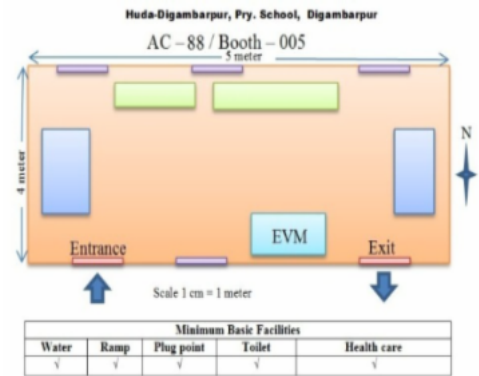 Huda-Digambarpur, Pry. School, Digambarpur
AC – 88 / Booth – 005
5 meter
4 meter
N
EVM
Entrance
Exit
Scale 1 cm = 1 meter
Minimum Basic Facilities
Water Ramp Plug point Toilet Health care
√ √ √ √ √